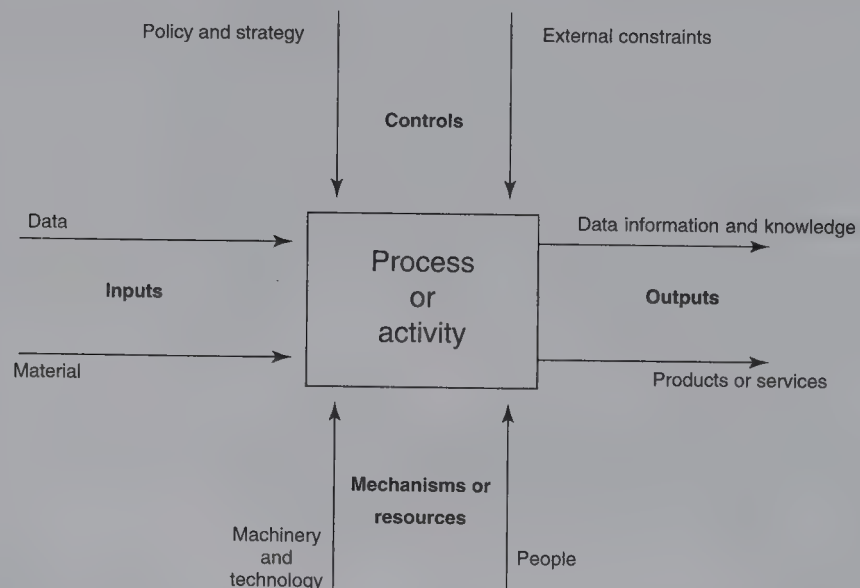 Policy and strategy
External constraints
Controls
Data
Data information and knowledge
Process
or
activity
Inputs
Outputs
Material
Products or services
Mechanisms or
resources
Machinery
and
technology
People